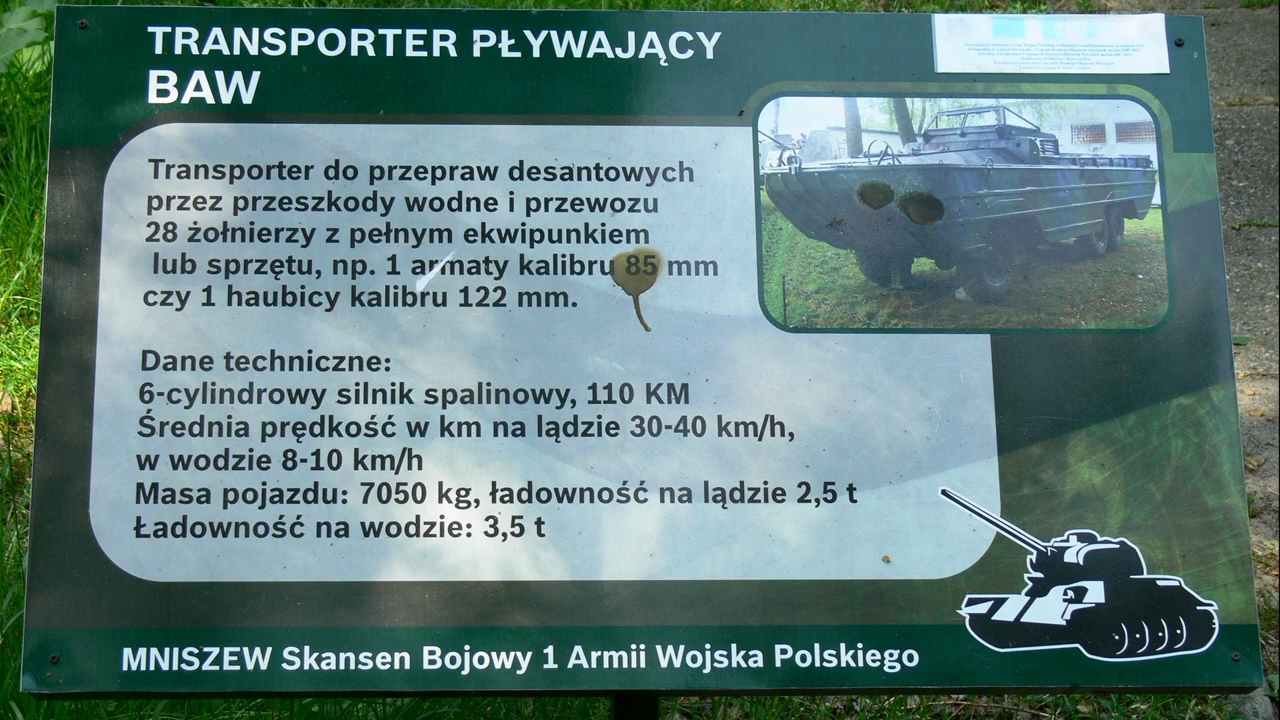 TRANSPORTER PŁYWAJĄCY
BAW
Transporter do przepraw desantowych
przez przeszkody wodne i przewozu
28 żołnierzy z pełnym ekwipunkiem
lub sprzętu, np. 1 armaty kalibru 85 mm
czy 1 haubicy kalibru 122 mm.
Dane techniczne:
6-cylindrowy silnik spalinowy, 110 KM
Średnia prędkość w km na lądzie 30-40 km/h,
w wodzie 8-10 km/h
Masa pojazdu: 7050 kg, ładowność na lądzie 2,5 t
Ładowność na wodzie: 3,5 t
MNISZEW Skansen Bojowy 1 Armii Wojska Polskiego